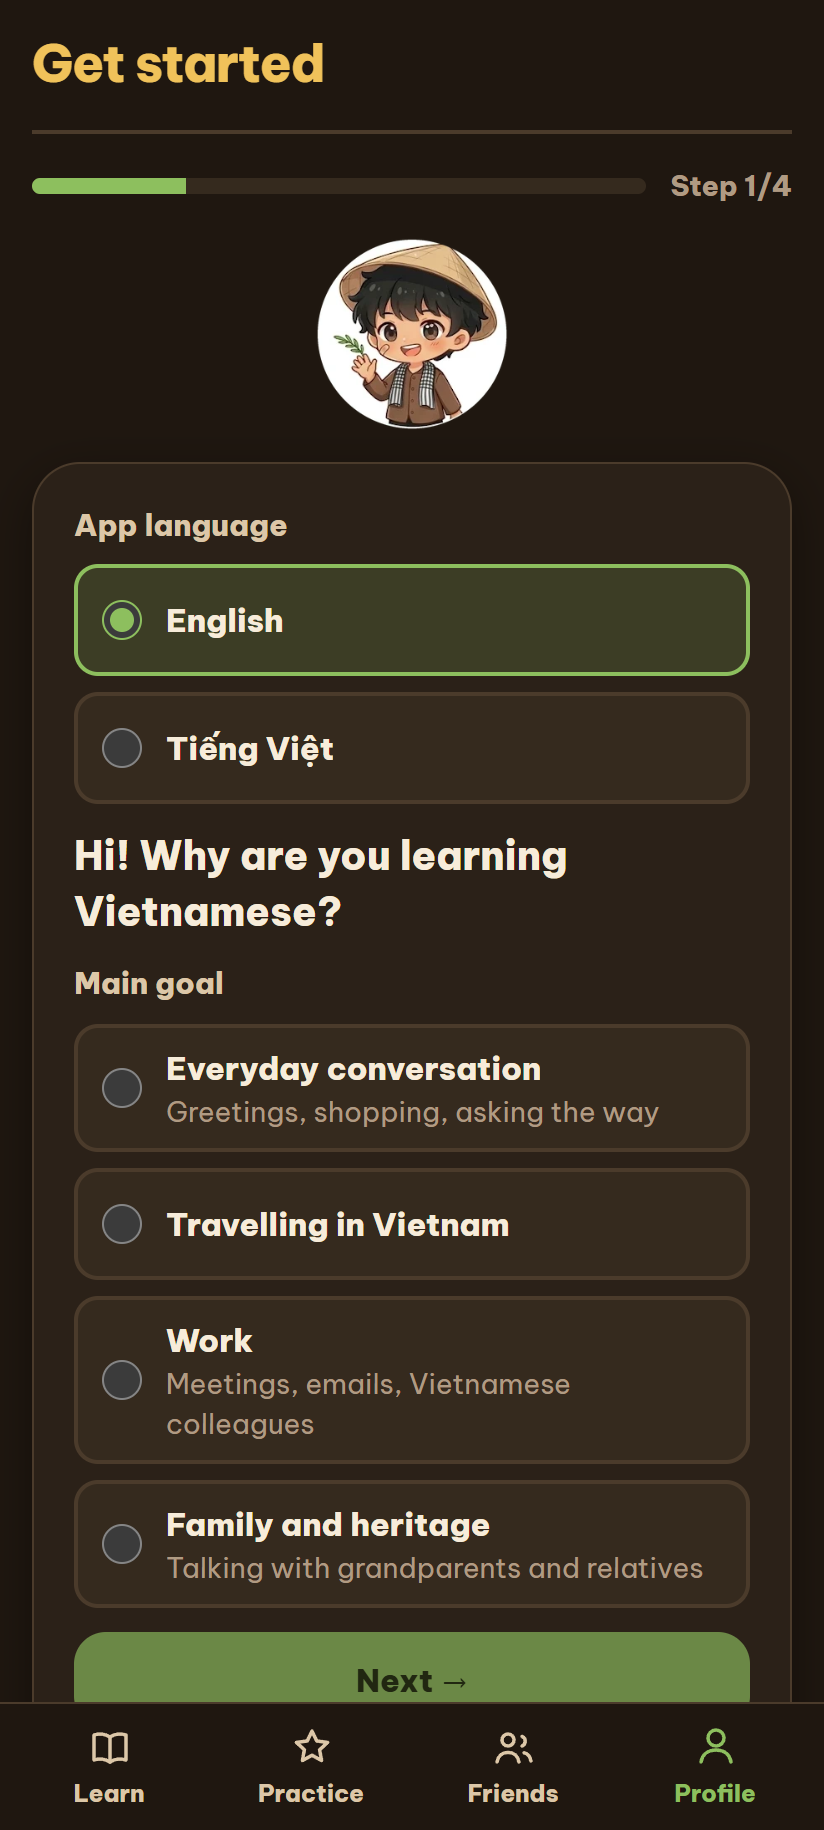 Get started
Step 1/4
App language
English
Tiếng Việt
Hi! Why are you learning
Vietnamese?
Main goal
Everyday conversation
Greetings, shopping, asking the way
Travelling in Vietnam
Work
Meetings, emails, Vietnamese
colleagues
Family and heritage
Talking with grandparents and relatives
Next →
Learn
Practice
Friends
Profile